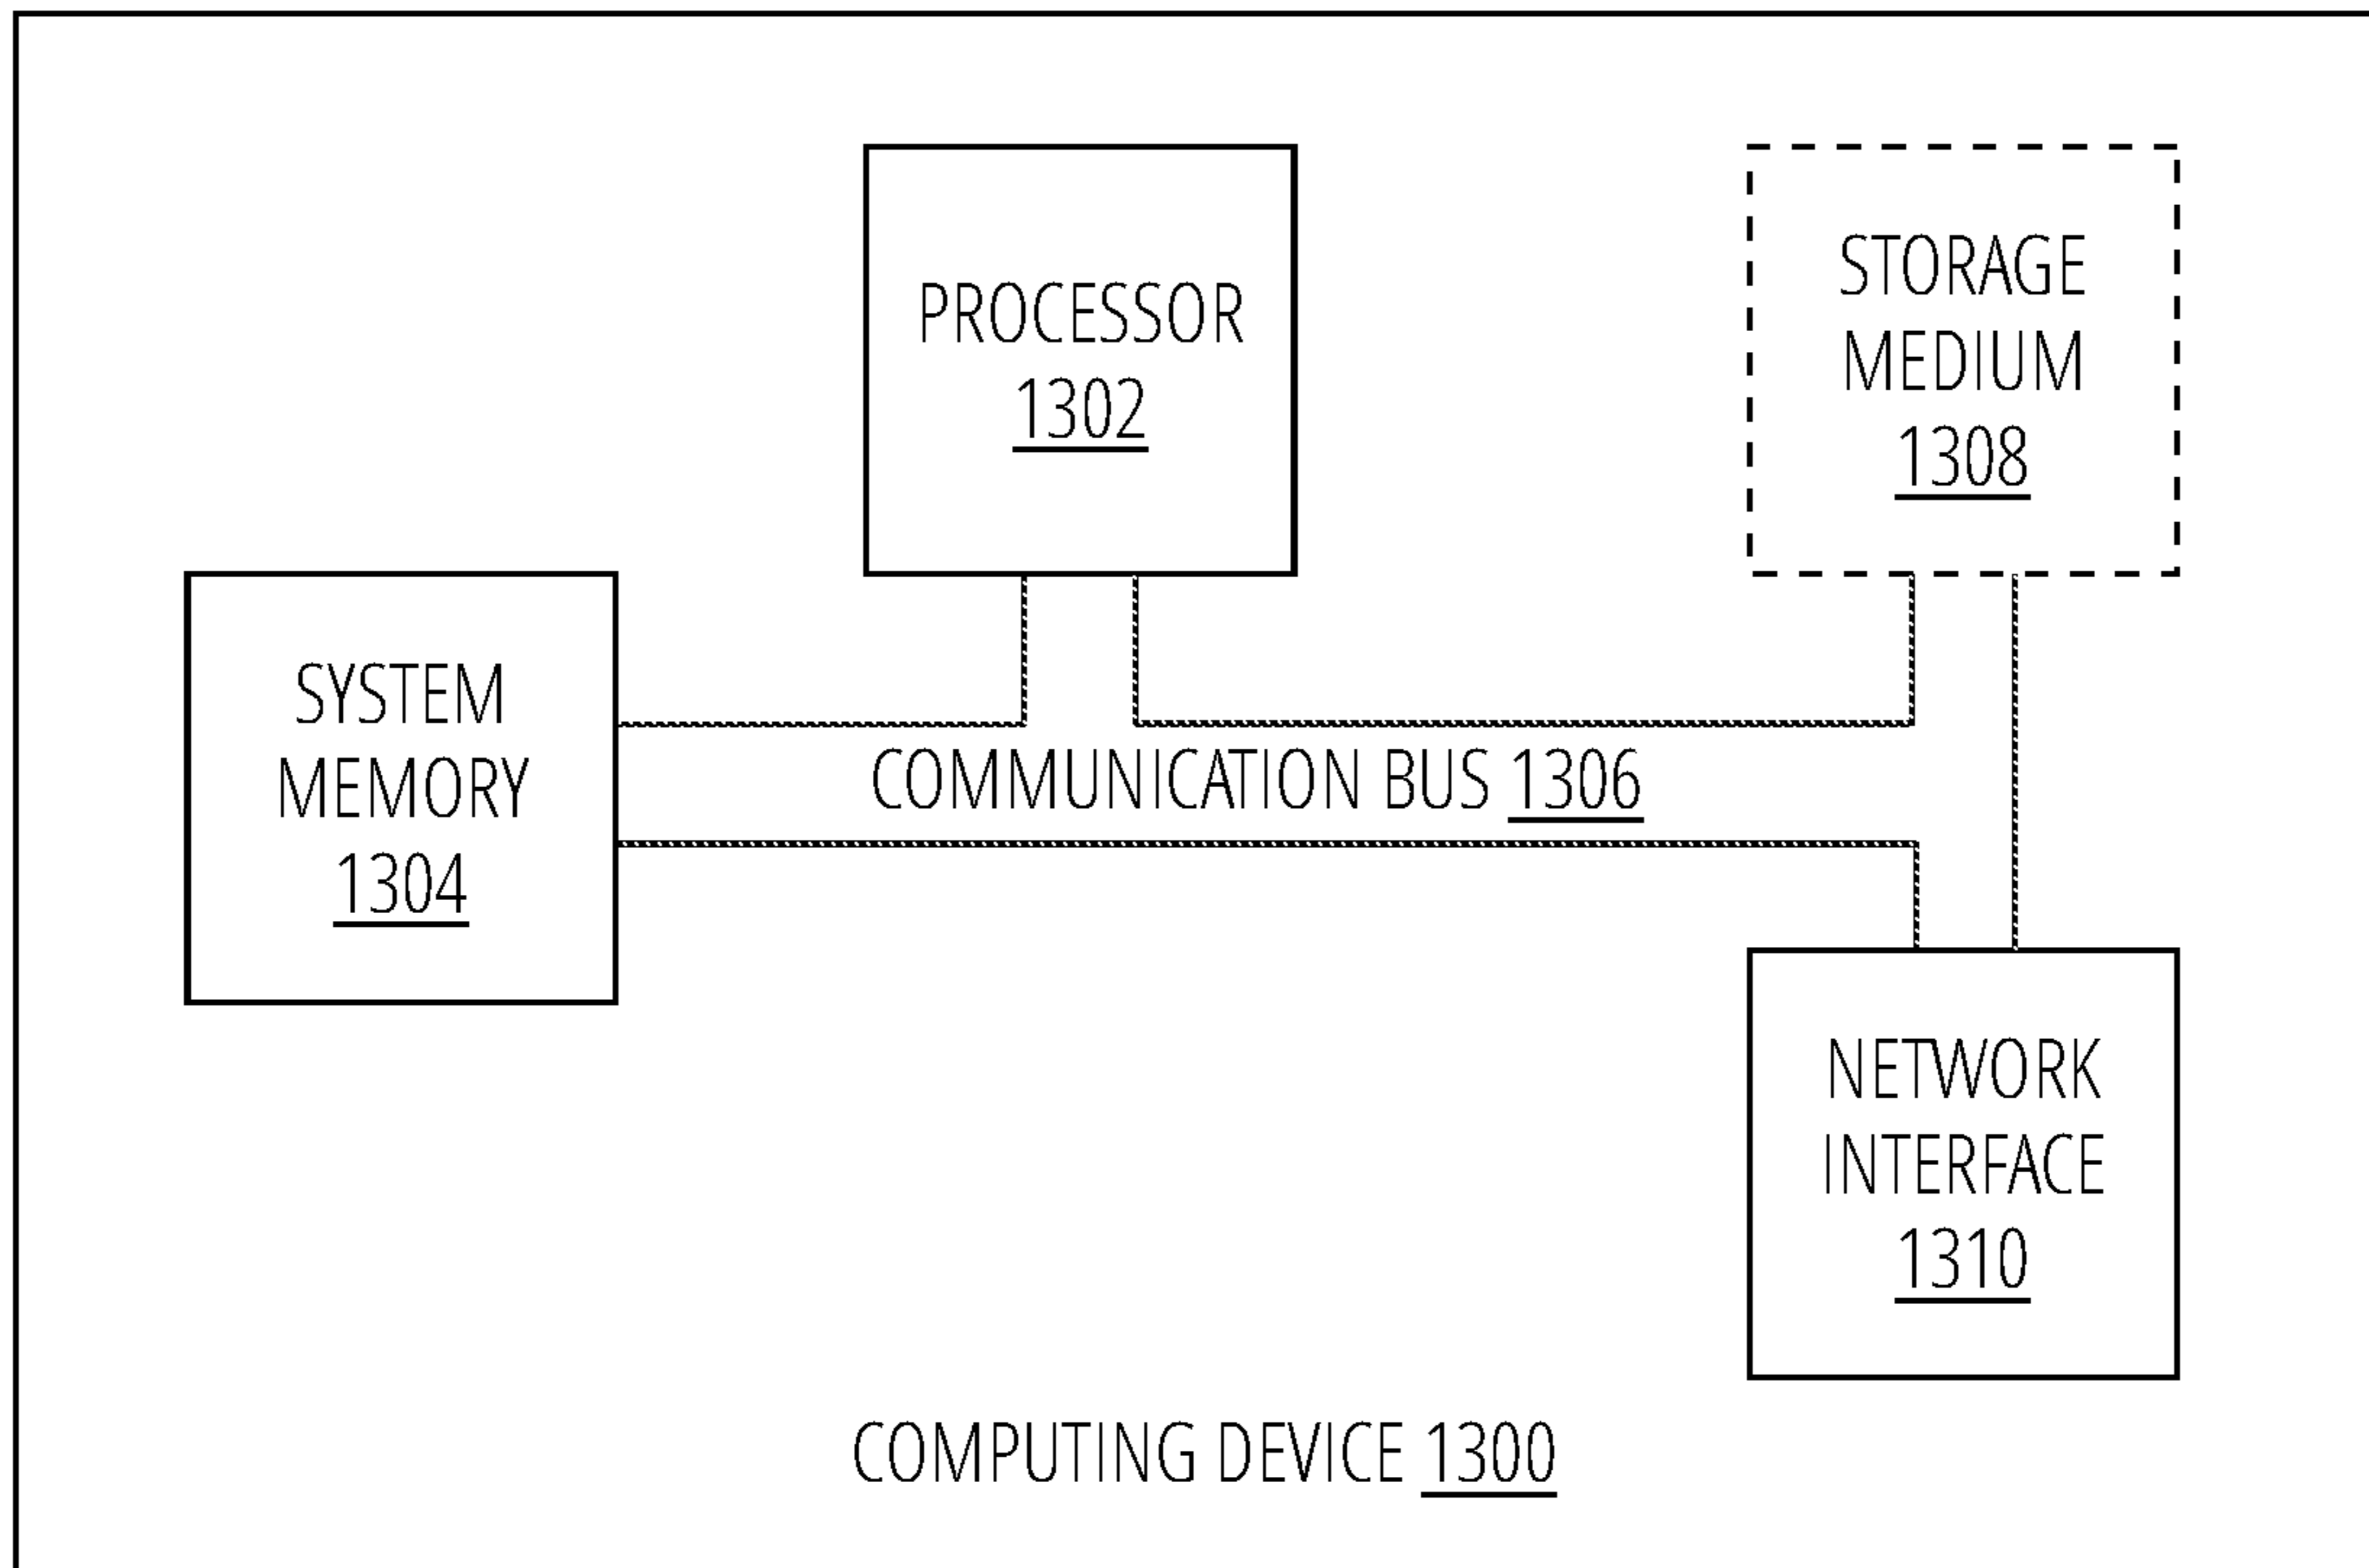 PROCESSOR
1302
STORAGE
MEDIUM
1308
SYSTEM
MEMORY
1304
COMMUNICATION BUS 1306
NETWORK
INTERFACE
1310
COMPUTING DEVICE 1300